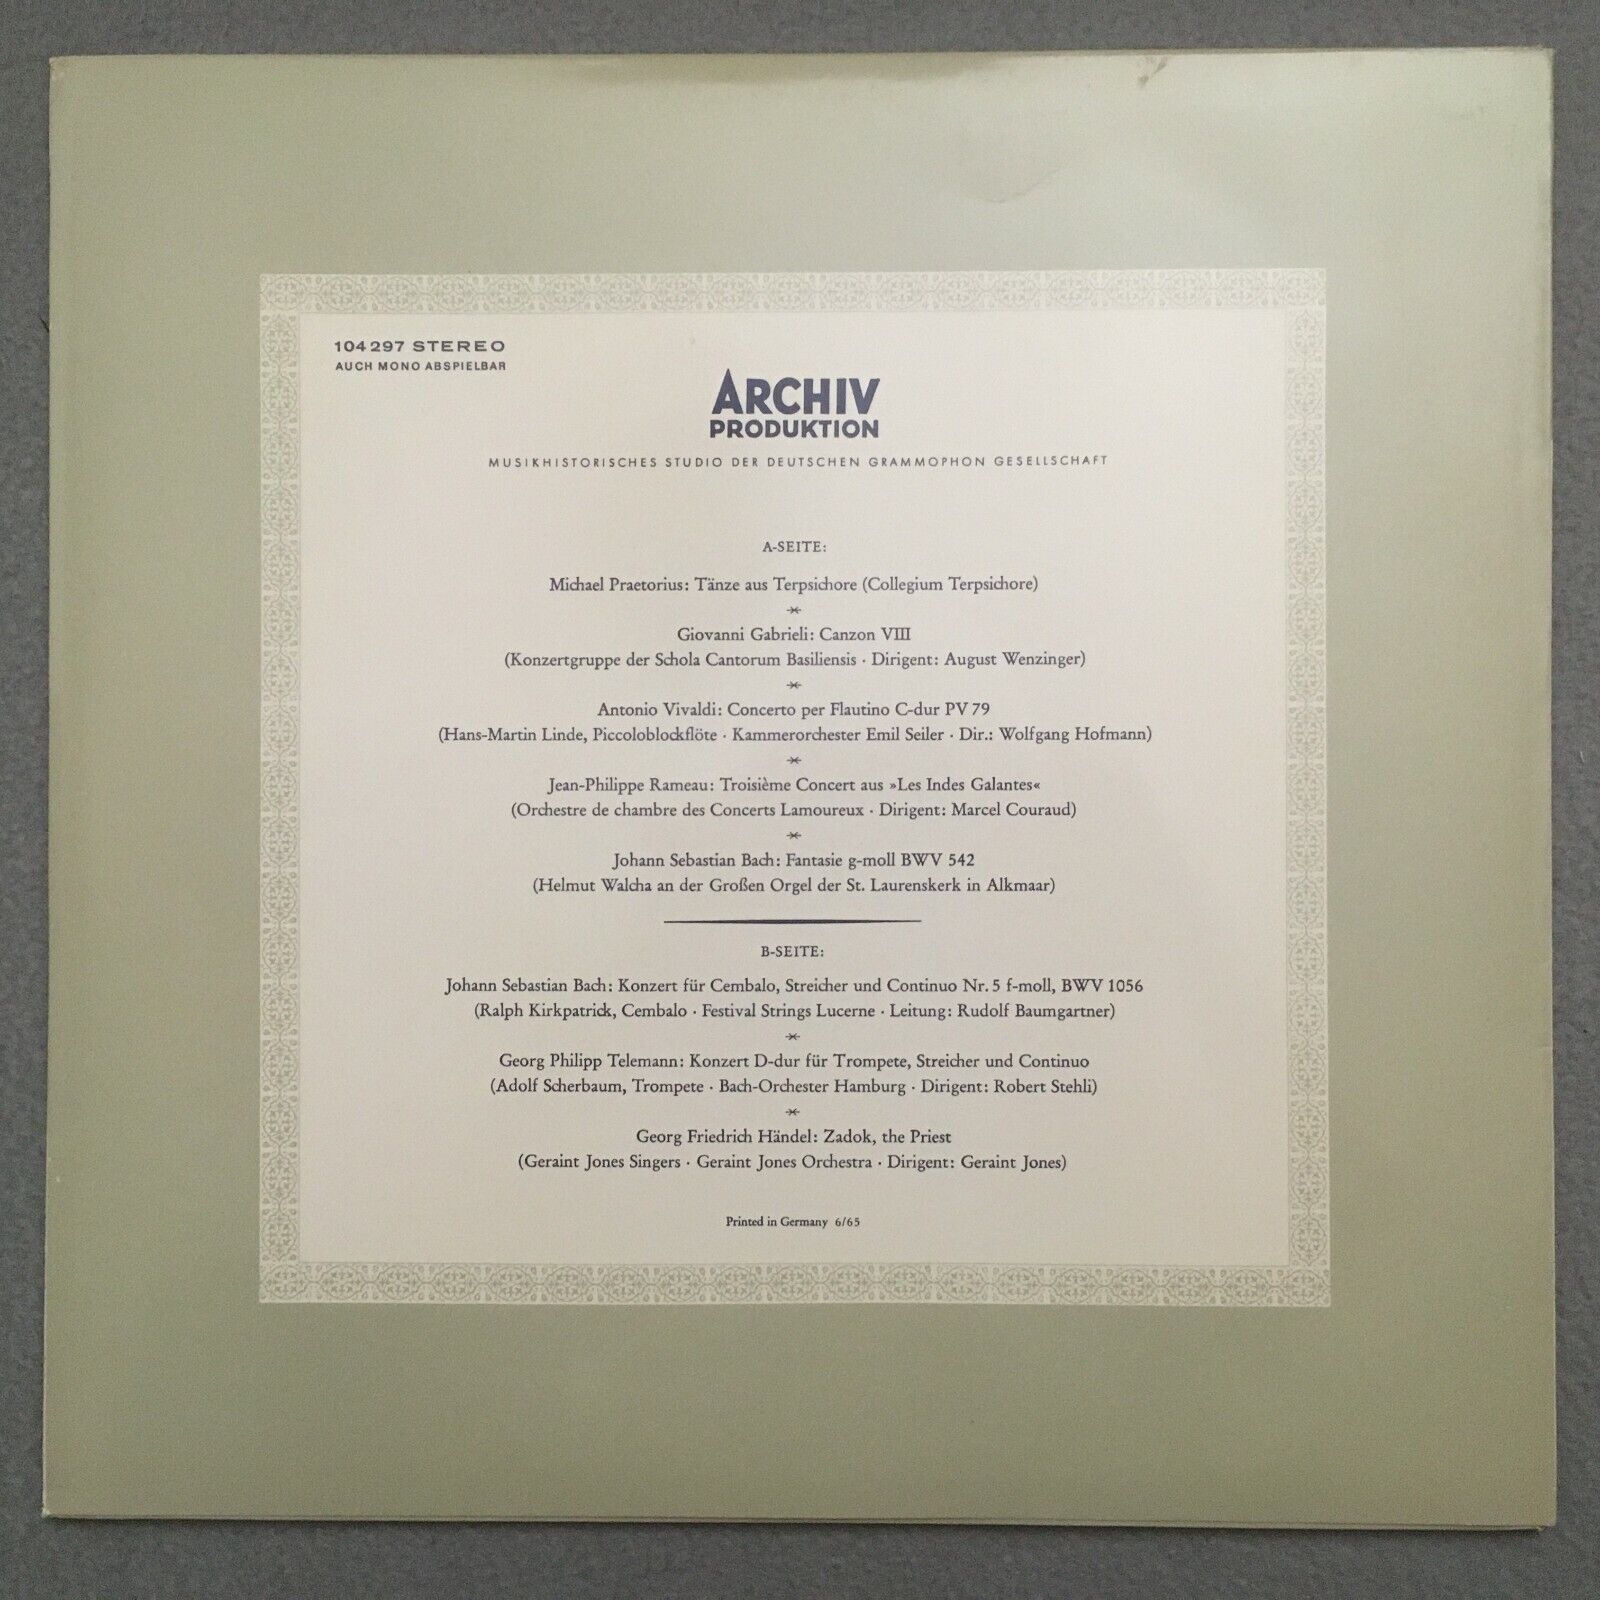 104 297 STEREO
AUCH MONO ABSPIELBAR
ARCHIV
PRODUKTION
MUSIKHISTORISCHES STUDIO DER DEUTSCHEN GRAMMOPHON GESELLSCHAFT
A-SEITE:
Michael Praetorius: Tänze aus Terpsichore (Collegium Terpsichore)
Giovanni Gabrieli: Canzon VIII
(Konzertgruppe der Schola Cantorum Basiliensis · Dirigent: August Wenzinger)
Antonio Vivaldi: Concerto per Flautino C-dur PV 79
(Hans-Martin Linde, Piccoloblockflöte · Kammerorchester Emil Seiler · Dir.: Wolfgang Hofmann)
Jean-Philippe Rameau: Troisième Concert aus »Les Indes Galantes«
(Orchestre de chambre des Concerts Lamoureux · Dirigent: Marcel Couraud)
Johann Sebastian Bach: Fantasie g-moll BWV 542
(Helmut Walcha an der Großen Orgel der St. Laurenskerk in Alkmaar)
B-SEITE:
Johann Sebastian Bach: Konzert für Cembalo, Streicher und Continuo Nr. 5 f-moll, BWV 1056
(Ralph Kirkpatrick, Cembalo · Festival Strings Lucerne · Leitung: Rudolf Baumgartner)
Georg Philipp Telemann: Konzert D-dur für Trompete, Streicher und Continuo
(Adolf Scherbaum, Trompete · Bach-Orchester Hamburg · Dirigent: Robert Stehli)
Georg Friedrich Händel: Zadok, the Priest
(Geraint Jones Singers · Geraint Jones Orchestra · Dirigent: Geraint Jones)
Printed in Germany 6/65